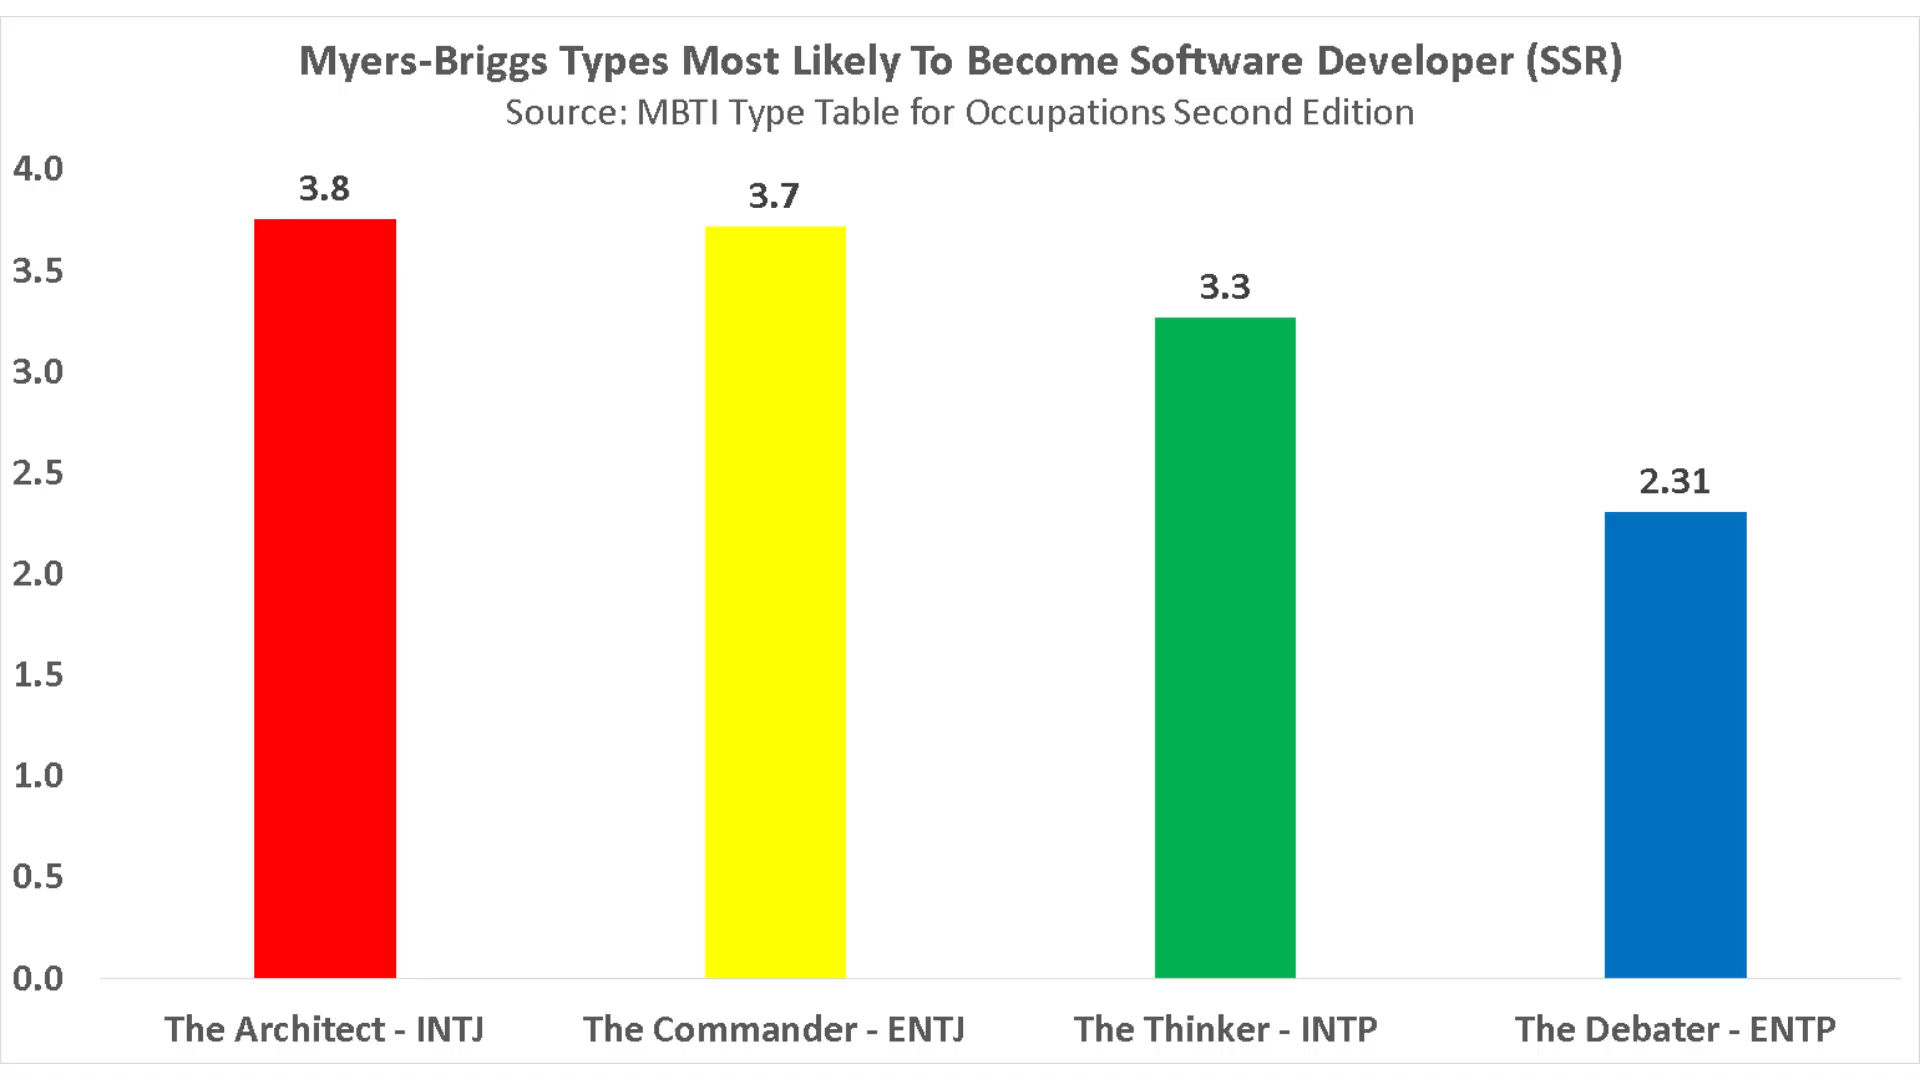 Myers-Briggs Types Most Likely To Become Software Developer (SSR)
Source: MBTI Type Table for Occupations Second Edition
4.0
3.5
3.0
2.5
2.0
1.5
1.0
0.5
0.0
3.8
3.7
3.3
2.31
The Architect - INTJ
The Commander - ENTJ
The Thinker - INTP
The Debater - ENTP